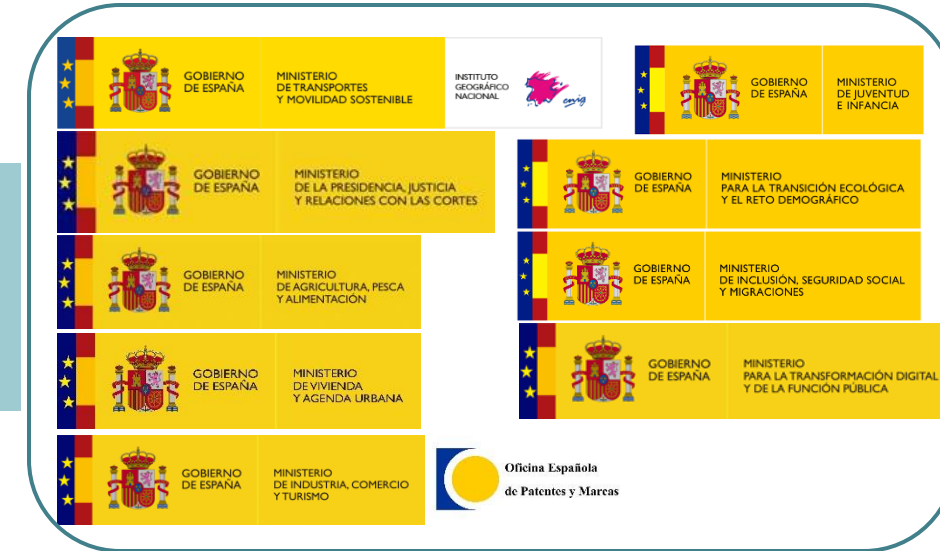 GOBIERNO
DE ESPAÑA
MINISTERIO
DE TRANSPORTES
Y MOVILIDAD SOSTENIBLE
INSTITUTO
GEOGRÁFICO
NACIONAL
cnig
GOBIERNO
DE ESPAÑA
MINISTERIO
DE JUVENTUD
E INFANCIA
GOBIERNO
DE ESPAÑA
MINISTERIO
DE LA PRESIDENCIA, JUSTICIA
Y RELACIONES CON LAS CORTES
GOBIERNO
DE ESPAÑA
MINISTERIO
PARA LA TRANSICIÓN ECOLÓGICA
Y EL RETO DEMOGRÁFICO
GOBIERNO
DE ESPAÑA
MINISTERIO
DE AGRICULTURA, PESCA
Y ALIMENTACIÓN
GOBIERNO
DE ESPAÑA
MINISTERIO
DE INCLUSIÓN, SEGURIDAD SOCIAL
Y MIGRACIONES
GOBIERNO
DE ESPAÑA
MINISTERIO
DE VIVIENDA
Y AGENDA URBANA
GOBIERNO
DE ESPAÑA
MINISTERIO
PARA LA TRANSFORMACIÓN DIGITAL
Y DE LA FUNCIÓN PÚBLICA
GOBIERNO
DE ESPAÑA
MINISTERIO
DE INDUSTRIA, COMERCIO
Y TURISMO
Oficina Española
de Patentes y Marcas